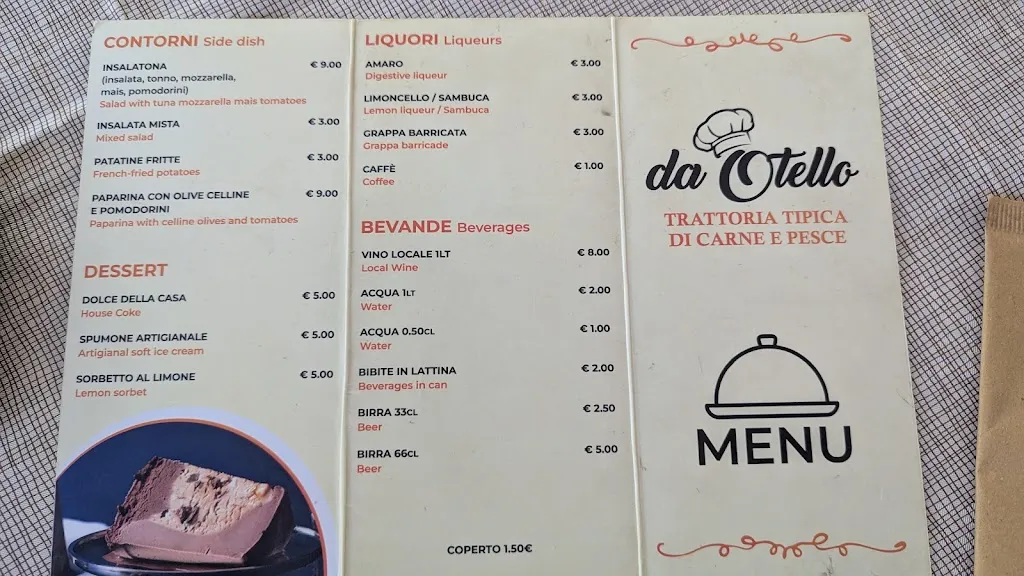 CONTORNI Side dish
INSALATONA € 9.00
(insalata, tonno, mozzarella,
mais, pomodorini)
Salad with tuna mozzarella mais tomatoes
INSALATA MISTA € 3.00
Mixed salad
PATATINE FRITTE € 3.00
French-fried potatoes
PAPARINA CON OLIVE CELLINE € 9.00
E POMODORINI
Paparina with celline olives and tomatoes
DESSERT
DOLCE DELLA CASA € 5.00
House Coke
SPUMONE ARTIGIANALE € 5.00
Artigianal soft ice cream
SORBETTO AL LIMONE € 5.00
Lemon sorbet
LIQUORI Liqueurs
AMARO € 3.00
Digestive liqueur
LIMONCELLO / SAMBUCA € 3.00
Lemon liqueur / Sambuca
GRAPPA BARRICATA € 3.00
Grappa barricade
CAFFÈ € 1.00
Coffee
BEVANDE Beverages
VINO LOCALE 1LT € 8.00
Local Wine
ACQUA 1LT € 2.00
Water
ACQUA 0.50CL € 1.00
Water
BIBITE IN LATTINA € 2.00
Beverages in can
BIRRA 33CL € 2.50
Beer
BIRRA 66CL € 5.00
Beer
COPERTO 1.50€
da Otello
TRATTORIA TIPICA
DI CARNE E PESCE
MENU